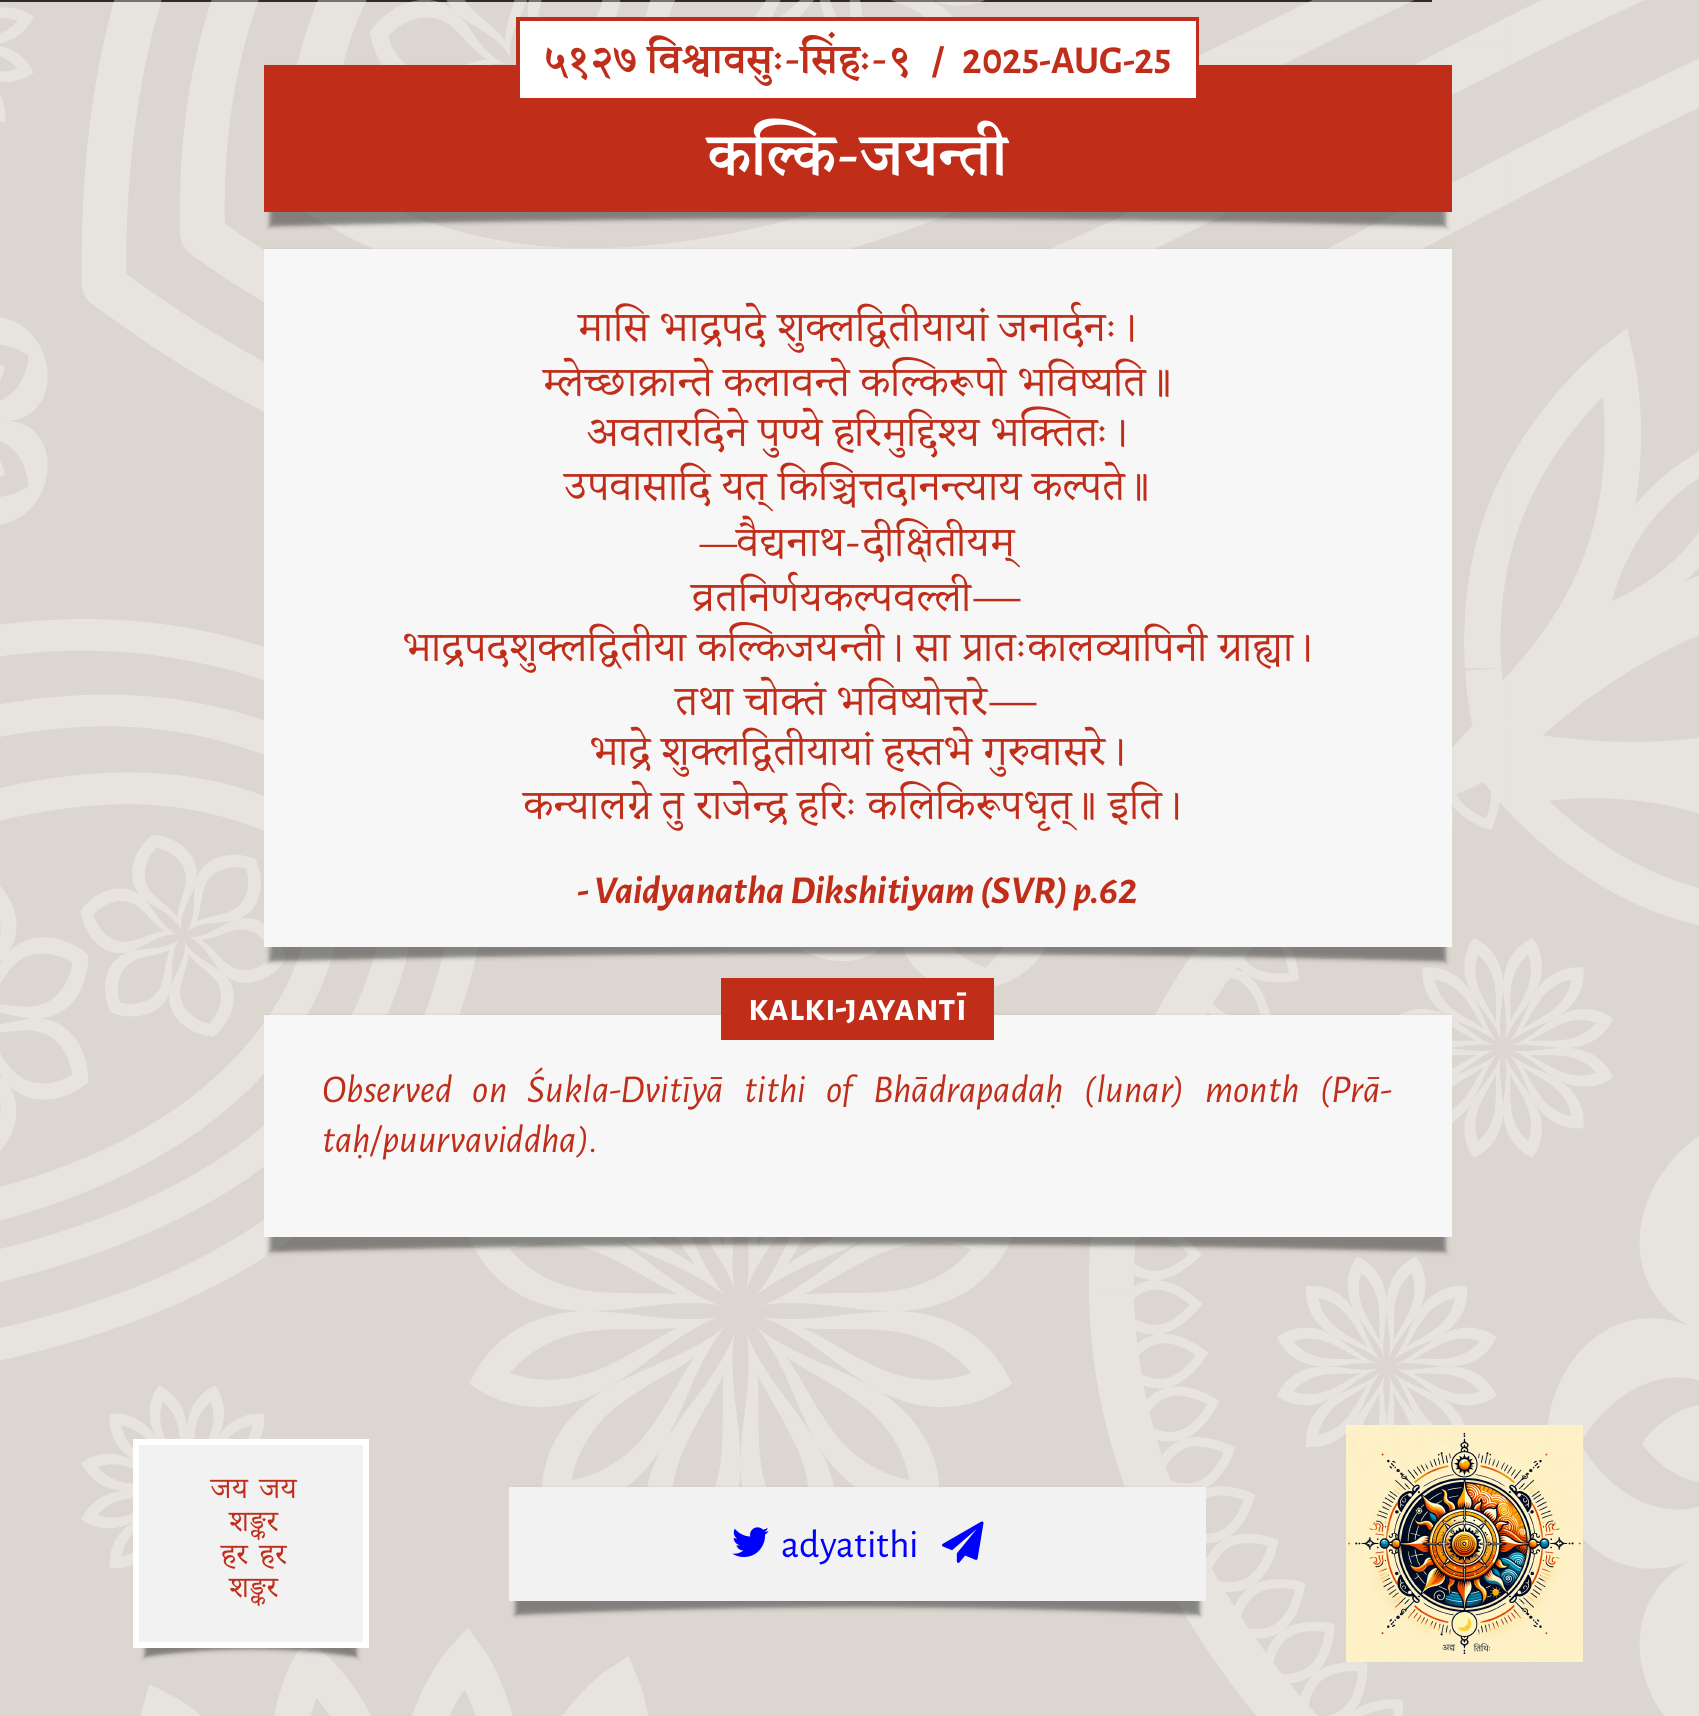 ५१२७ विश्वावसुः-सिंहः-९ / 2025-AUG-25
कल्कि-जयन्ती
मासि भाद्रपदे शुक्लद्वितीयायां जनार्दनः।
म्लेच्छाक्रान्ते कलावन्ते कल्किरूपो भविष्यति॥
अवतारदिने पुण्ये हरिमुद्दिश्य भक्तितः।
उपवासादि यत् किञ्चित्तदानन्त्याय कल्पते॥
—वैद्यनाथ-दीक्षितीयम्
व्रतनिर्णयकल्पवल्ली—
भाद्रपदशुक्लद्वितीया कल्किजयन्ती। सा प्रातःकालव्यापिनी ग्राह्या।
तथा चोक्तं भविष्योत्तरे—
भाद्रे शुक्लद्वितीयायां हस्तभे गुरुवासरे।
कन्यालग्ने तु राजेन्द्र हरिः कलिकिरूपधृत्॥ इति।
- Vaidyanatha Dikshitiyam (SVR) p.62
KALKI-JAYANTĪ
Observed on Śukla-Dvitīyā tithi of Bhādrapadaḥ (lunar) month (Prā-
taḥ/puurvaviddha).
जय जय
शङ्कर
हर हर
शङ्कर
adyatithi
अद्य तिथिः